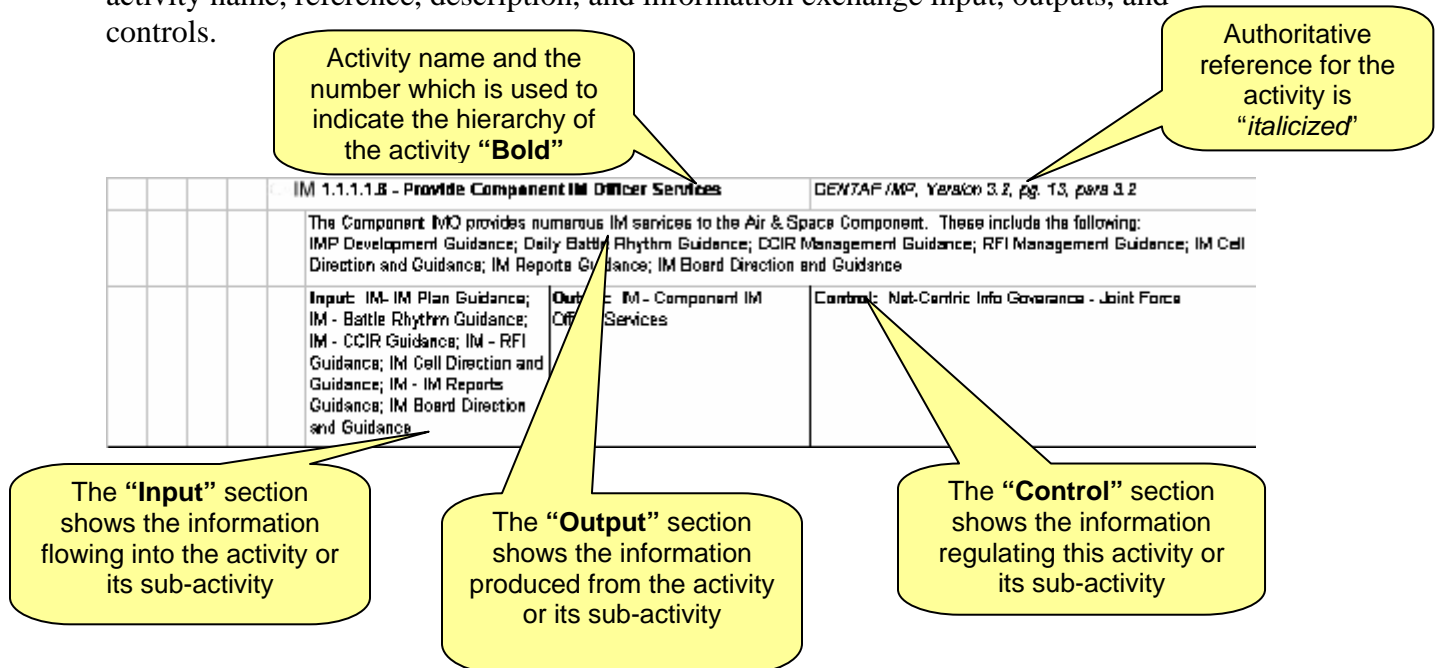 activity name, reference, description, and information exchange input, outputs, and
controls.
Activity name and the
number which is used to
indicate the hierarchy of
the activity “Bold”
Authoritative
reference for the
activity is
“italicized”
IM 1.1.1.1.8 - Provide Component IM Officer Services
CENTAF IMP, Version 3.2, pg. 13, para 3.2
The Component IMO provides numerous IM services to the Air & Space Component. These include the following:
IMP Development Guidance; Daily Battle Rhythm Guidance; CCIR Management Guidance; RFI Management Guidance; IM Cell
Direction and Guidance; IM Reports Guidance; IM Board Direction and Guidance
Input: IM- IM Plan Guidance;
IM - Battle Rhythm Guidance;
IM - CCIR Guidance; IM - RFI
Guidance; IM Cell Direction and
Guidance; IM - IM Reports
Guidance; IM Board Direction
and Guidance
IM - Component IM
Services
Control: Net-Centric Info Goverance - Joint Force
The “Input” section
shows the information
flowing into the activity or
its sub-activity
The “Output” section
shows the information
produced from the activity
or its sub-activity
The “Control” section
shows the information
regulating this activity or
its sub-activity